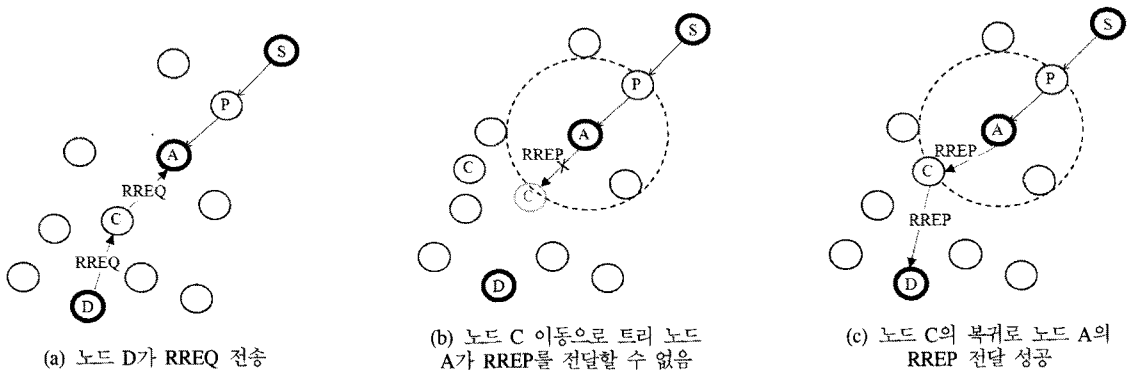 S
P
A
RREQ
C
RREQ
D
(a) 노드 D가 RREQ 전송
S
P
A
RREP
C
C
D
(b) 노드 C 이동으로 트리 노드
A가 RREP를 전달할 수 없음
S
P
A
RREP
C
RREP
D
(c) 노드 C의 복귀로 노드 A의
RREP 전달 성공